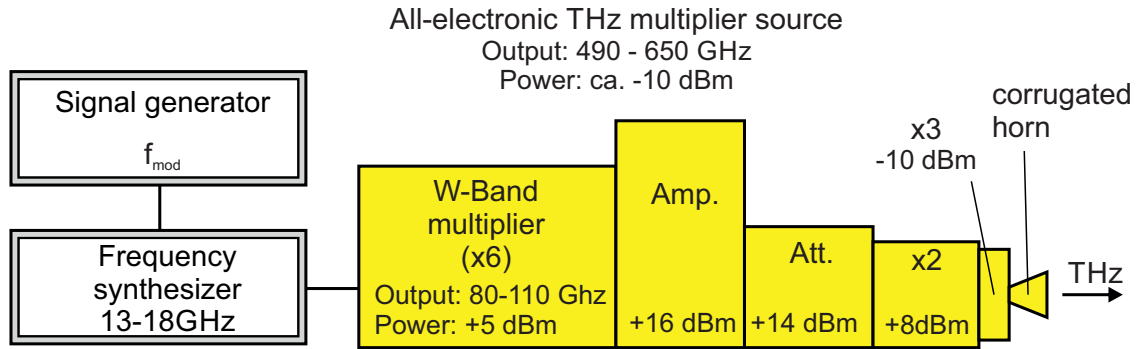 All-electronic THz multiplier source
Output: 490 - 650 GHz
Power: ca. -10 dBm
Signal generator
f_mod
Frequency
synthesizer
13-18GHz
W-Band
multiplier
(x6)
Output: 80-110 Ghz
Power: +5 dBm
Amp.
+16 dBm
Att.
+14 dBm
x2
+8dBm
x3
-10 dBm
corrugated
horn
THz